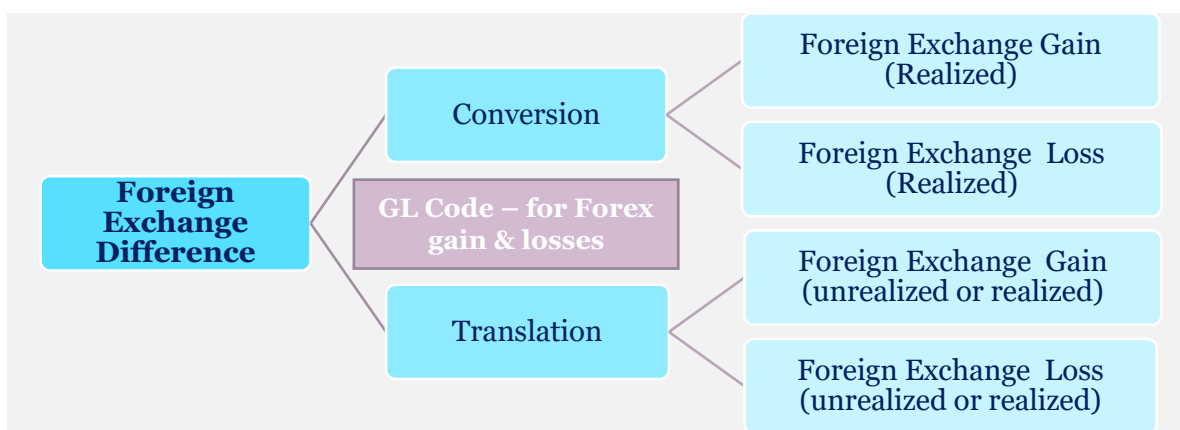 Foreign Exchange Gain
(Realized)
Conversion
Foreign Exchange  Loss
(Realized)
Foreign
Exchange
Difference
GL Code – for Forex
gain & losses
Foreign Exchange  Gain
(unrealized or realized)
Translation
Foreign Exchange  Loss
(unrealized or realized)